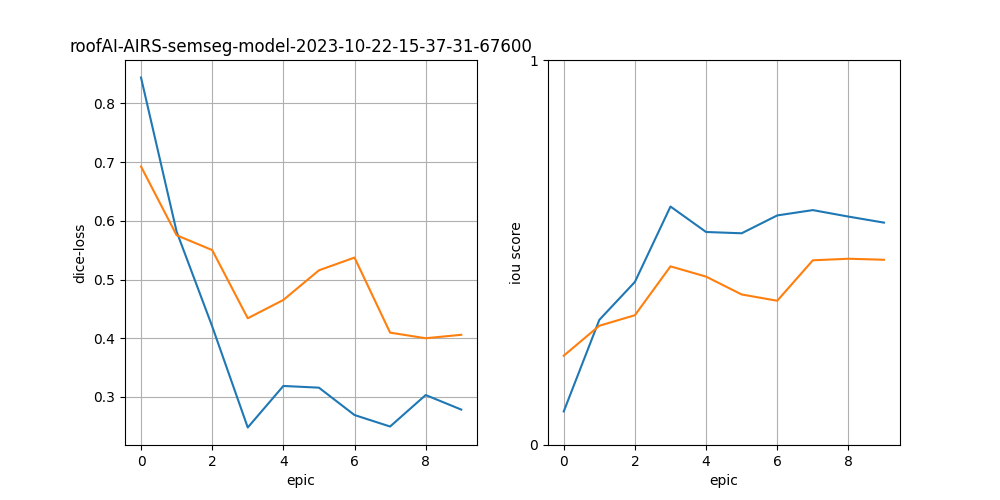 roofAI-AIRS-semseg-model-2023-10-22-15-37-31-67600
dice-loss
0.8
0.7
0.6
0.5
0.4
0.3
0 2 4 6 8
epic
iou score
1
0
0 2 4 6 8
epic